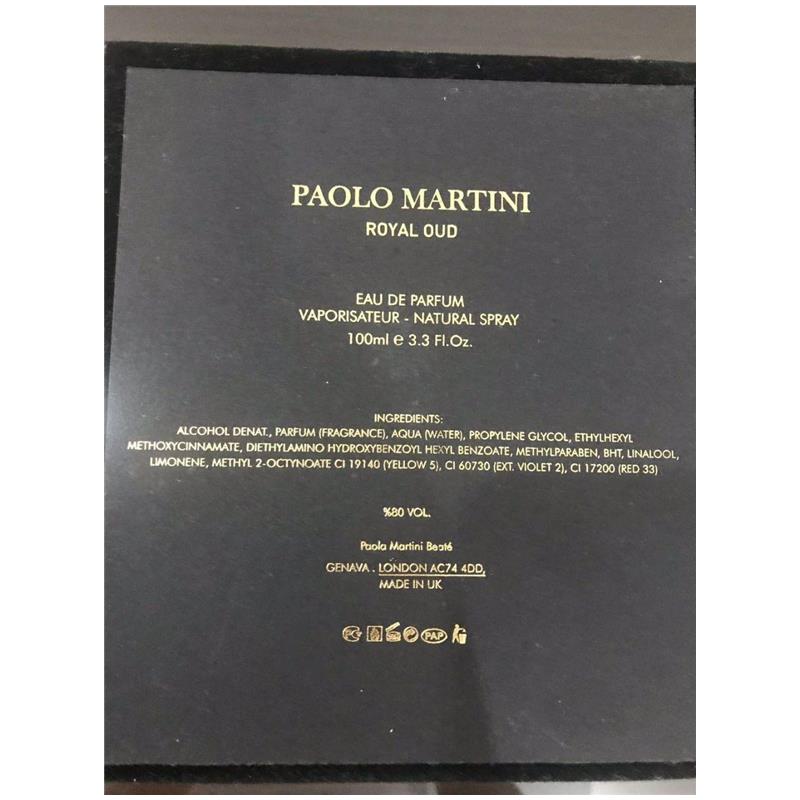 PAOLO MARTINI
ROYAL OUD
EAU DE PARFUM
VAPORISATEUR - NATURAL SPRAY
100ml e 3.3 Fl.Oz.
INGREDIENTS:
ALCOHOL DENAT., PARFUM (FRAGRANCE), AQUA (WATER), PROPYLENE GLYCOL, ETHYLHEXYL
METHOXYCINNAMATE, DIETHYLAMINO HYDROXYBENZOYL HEXYL BENZOATE, METHYLPARABEN, BHT, LINALOOL,
LIMONENE, METHYL 2-OCTYNOATE CI 19140 (YELLOW 5), CI 60730 (EXT. VIOLET 2), CI 17200 (RED 33)
%80 VOL.
Paola Martini Beaté
GENAVA . LONDON AC74 4DD,
MADE IN UK
PAP